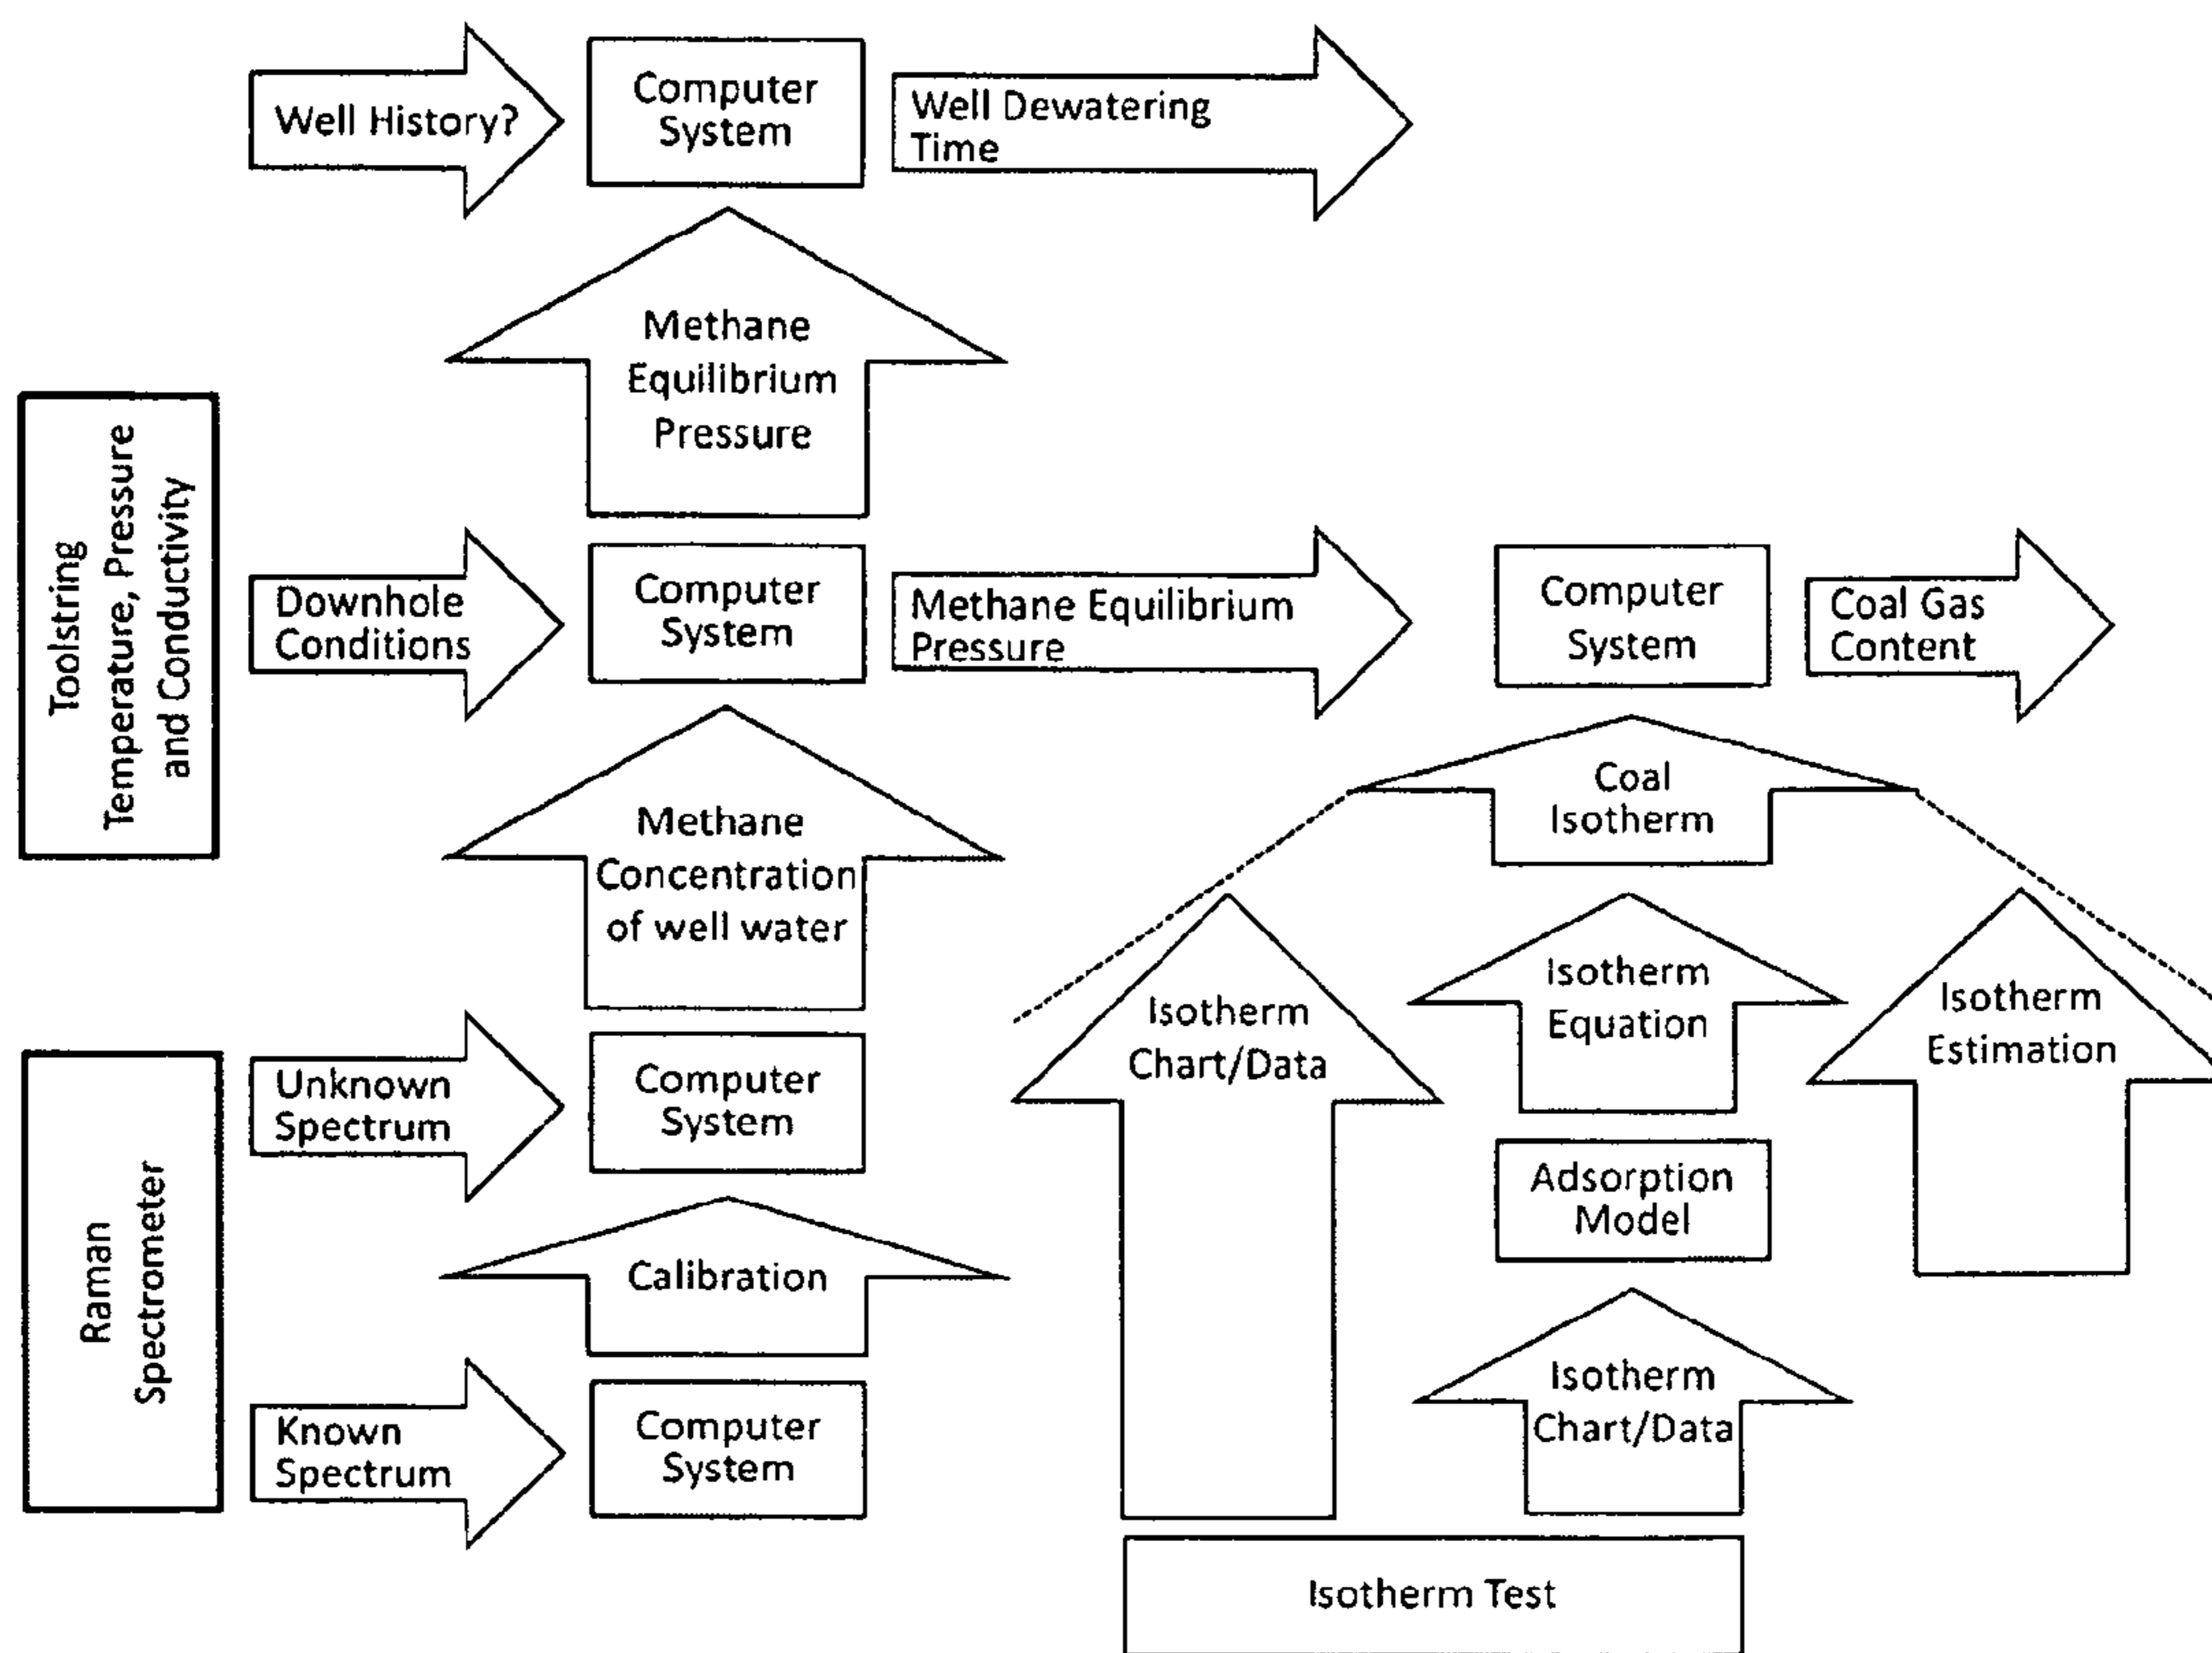 Well History?
Computer
System
Well Dewatering
Time
Methane
Equilibrium
Pressure
Toolstring
Temperature, Pressure
and Conductivity
Downhole
Conditions
Computer
System
Methane Equilibrium
Pressure
Computer
System
Coal Gas
Content
Methane
Concentration
of well water
Coal
Isotherm
Isotherm
Chart/Data
Isotherm
Equation
Isotherm
Estimation
Raman
Spectrometer
Unknown
Spectrum
Computer
System
Adsorption
Model
Calibration
Known
Spectrum
Computer
System
Isotherm
Chart/Data
Isotherm Test